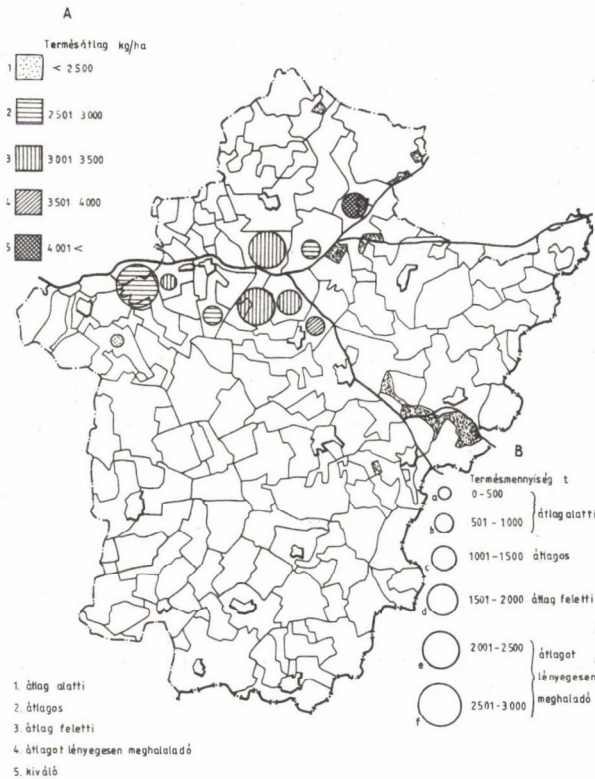 A
Termésátlag kg/ha
1 < 2500
2 2501 3000
3 3001 3500
4 3501 4000
5 4001 <
B
Termésmennyiség t
a 0-500
b 501-1000
átlag alatti
c 1001-1500 átlagos
d 1501-2000 átlag feletti
e 2001-2500
f 2501-3000
átlagot
lényegesen
meghaladó
1. átlag alatti
2. átlagos
3. átlag feletti
4. átlagot lényegesen meghaladó
5. kiváló